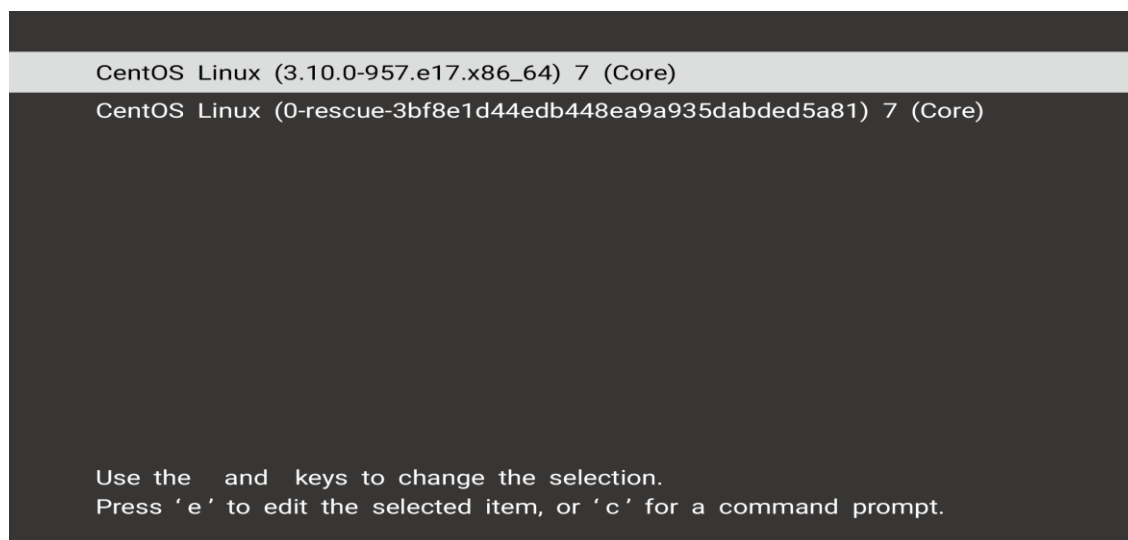 CentOS Linux (3.10.0-957.e17.x86_64) 7 (Core)
CentOS Linux (0-rescue-3bf8e1d44edb448ea9a935dabded5a81) 7 (Core)
Use the and keys to change the selection.
Press ‘e’ to edit the selected item, or ‘c’ for a command prompt.